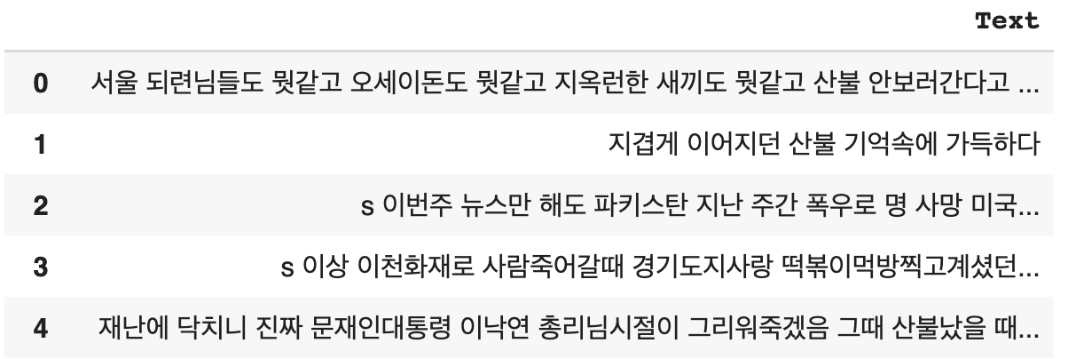 Text
0 서울 되련님들도 뭣같고 오세이돈도 뭣같고 지옥런한 새끼도 뭣같고 산불 안보러간다고 ...
1 지겹게 이어지던 산불 기억속에 가득하다
2 s 이번주 뉴스만 해도 파키스탄 지난 주간 폭우로 명 사망 미국...
3 s 이상 이천화재로 사람죽어갈때 경기도지사랑 떡볶이먹방찍고계셨던...
4 재난에 닥치니 진짜 문재인대통령 이낙연 총리님시절이 그리워죽겠음 그때 산불났을 때...